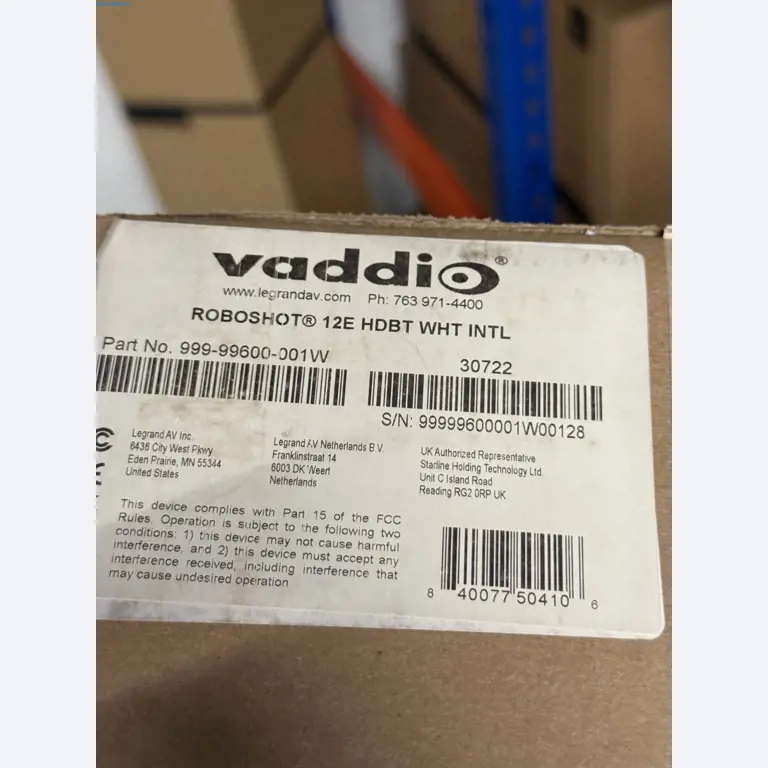 vaddio®
www.legrandav.com Ph: 763 971-4400
ROBOSHOT® 12E HDBT WHT INTL
Part No. 999-99600-001W
30722
S/N: 99999600001W00128
Legrand AV Inc.
6436 City West Pkwy
Eden Prairie, MN 55344
United States
Legrand AV Netherlands B.V.
Franklinstraat 14
6003 DK Weert
Netherlands
UK Authorized Representative
Starline Holding Technology Ltd.
Unit C Island Road
Reading RG2 0RP UK
This device complies with Part 15 of the FCC
Rules. Operation is subject to the following two
conditions: 1) this device may not cause harmful
interference, and 2) this device must accept any
interference received, including interference that
may cause undesired operation
8 40077 50410 6